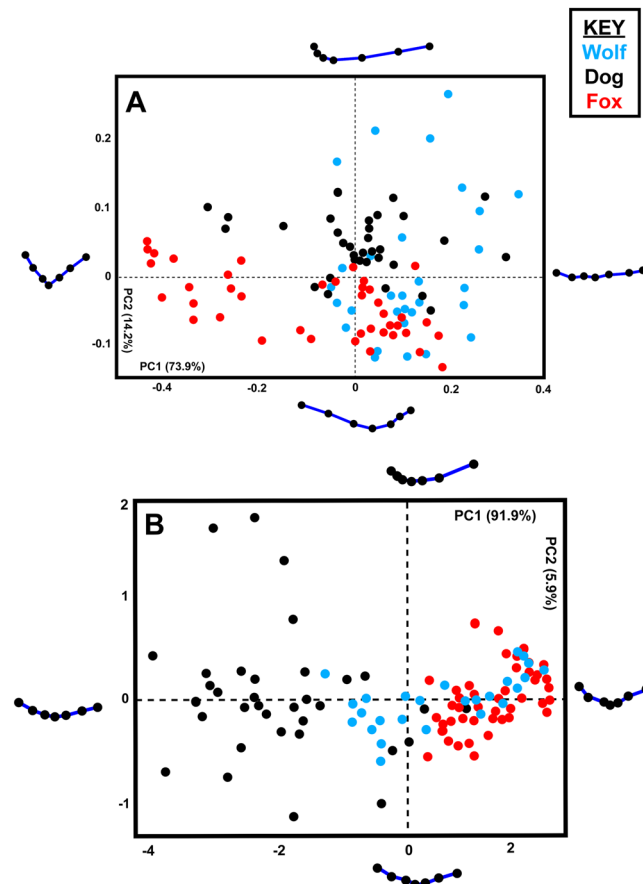 KEY
Wolf
Dog
Fox
A
0.2
0.1
0
-0.1
PC2 (14.2%)
PC1 (73.9%)
-0.4
-0.2
0
0.2
0.4
B
2
1
0
-1
PC1 (91.9%)
PC2 (5.9%)
-4
-2
0
2